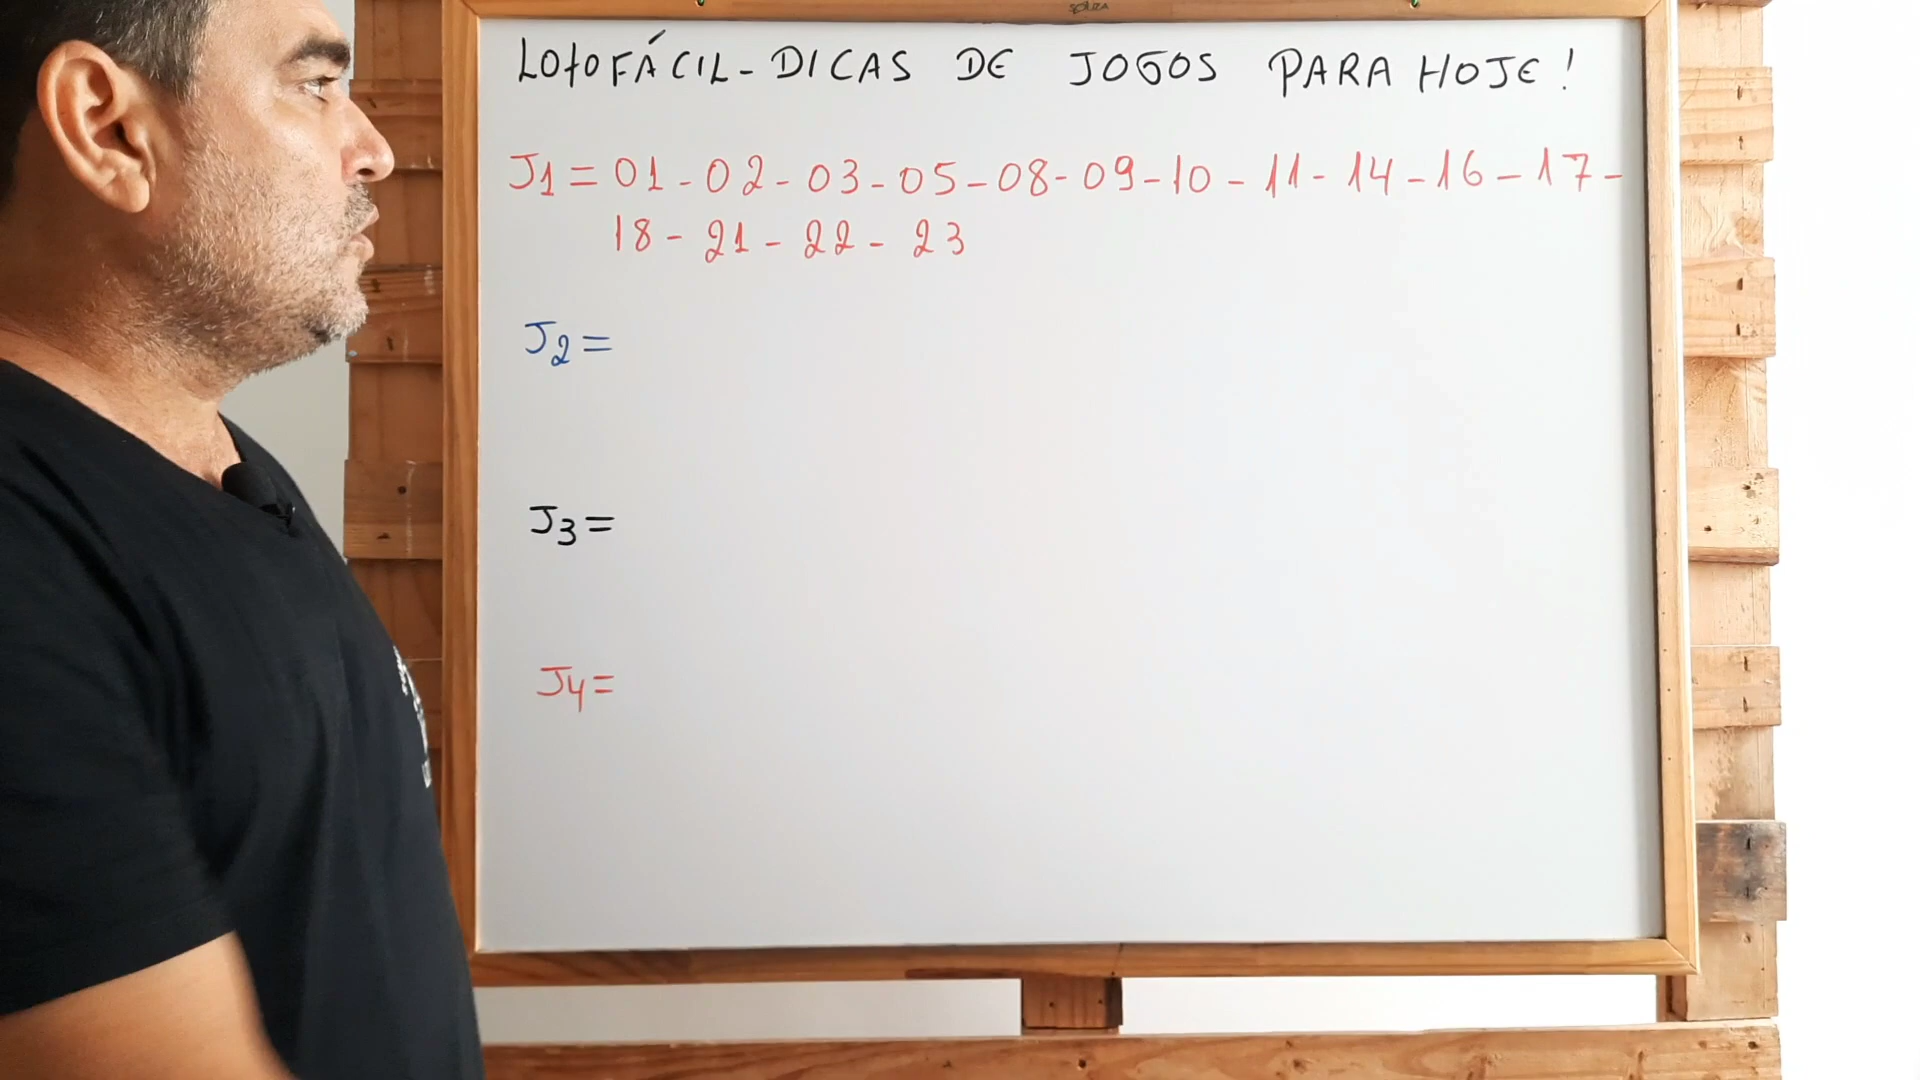 SOUZA
LOtOFÁCIL - DICAS DE JOGOS PARA HOJE!
J1 = 01 - 02 - 03 - 05 - 08 - 09 - 10 - 11 - 14 - 16 - 17 -
18 - 21 - 22 - 23
J2 =
J3 =
J4 =